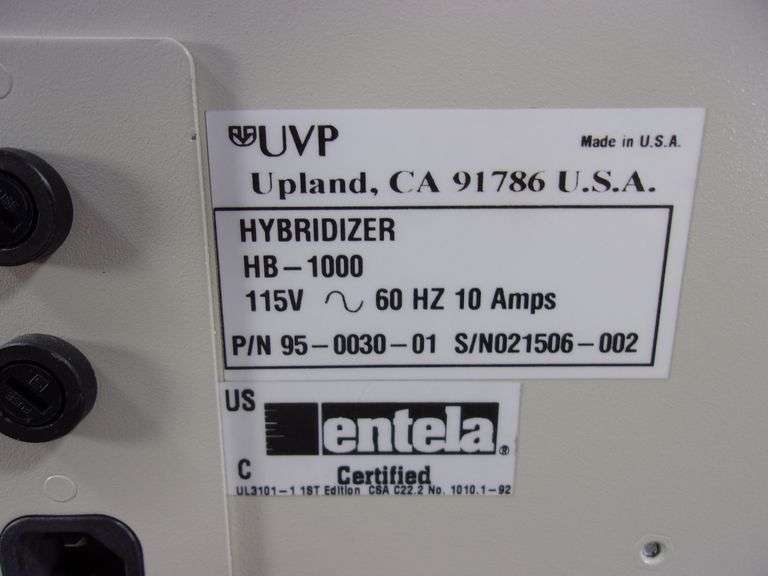 UVP
Made in U.S.A.
Upland, CA 91786 U.S.A.
HYBRIDIZER
HB-1000
115V ~ 60 HZ 10 Amps
P/N 95-0030-01 S/N021506-002
US
entela®
C
Certified
UL3101-1 1ST Edition CSA C22.2 No. 1010.1-92